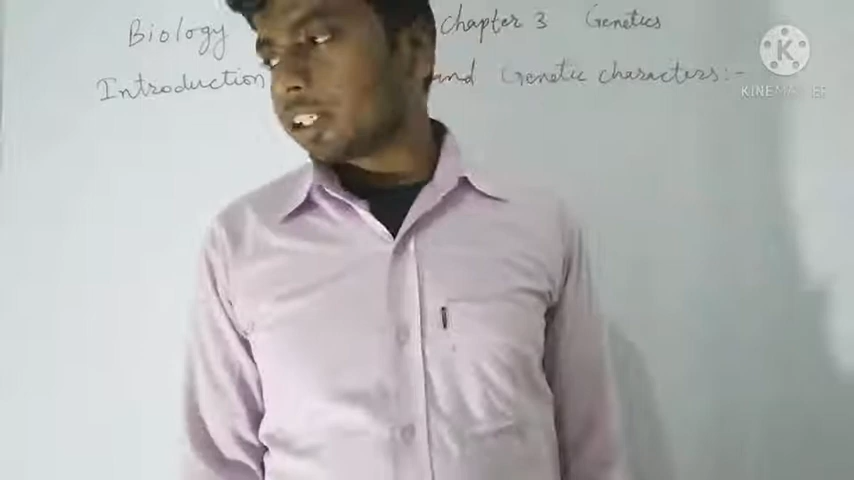 Biology Chapter 3 Genetics
Introduction and Genetic characters:-
KINEMASTER